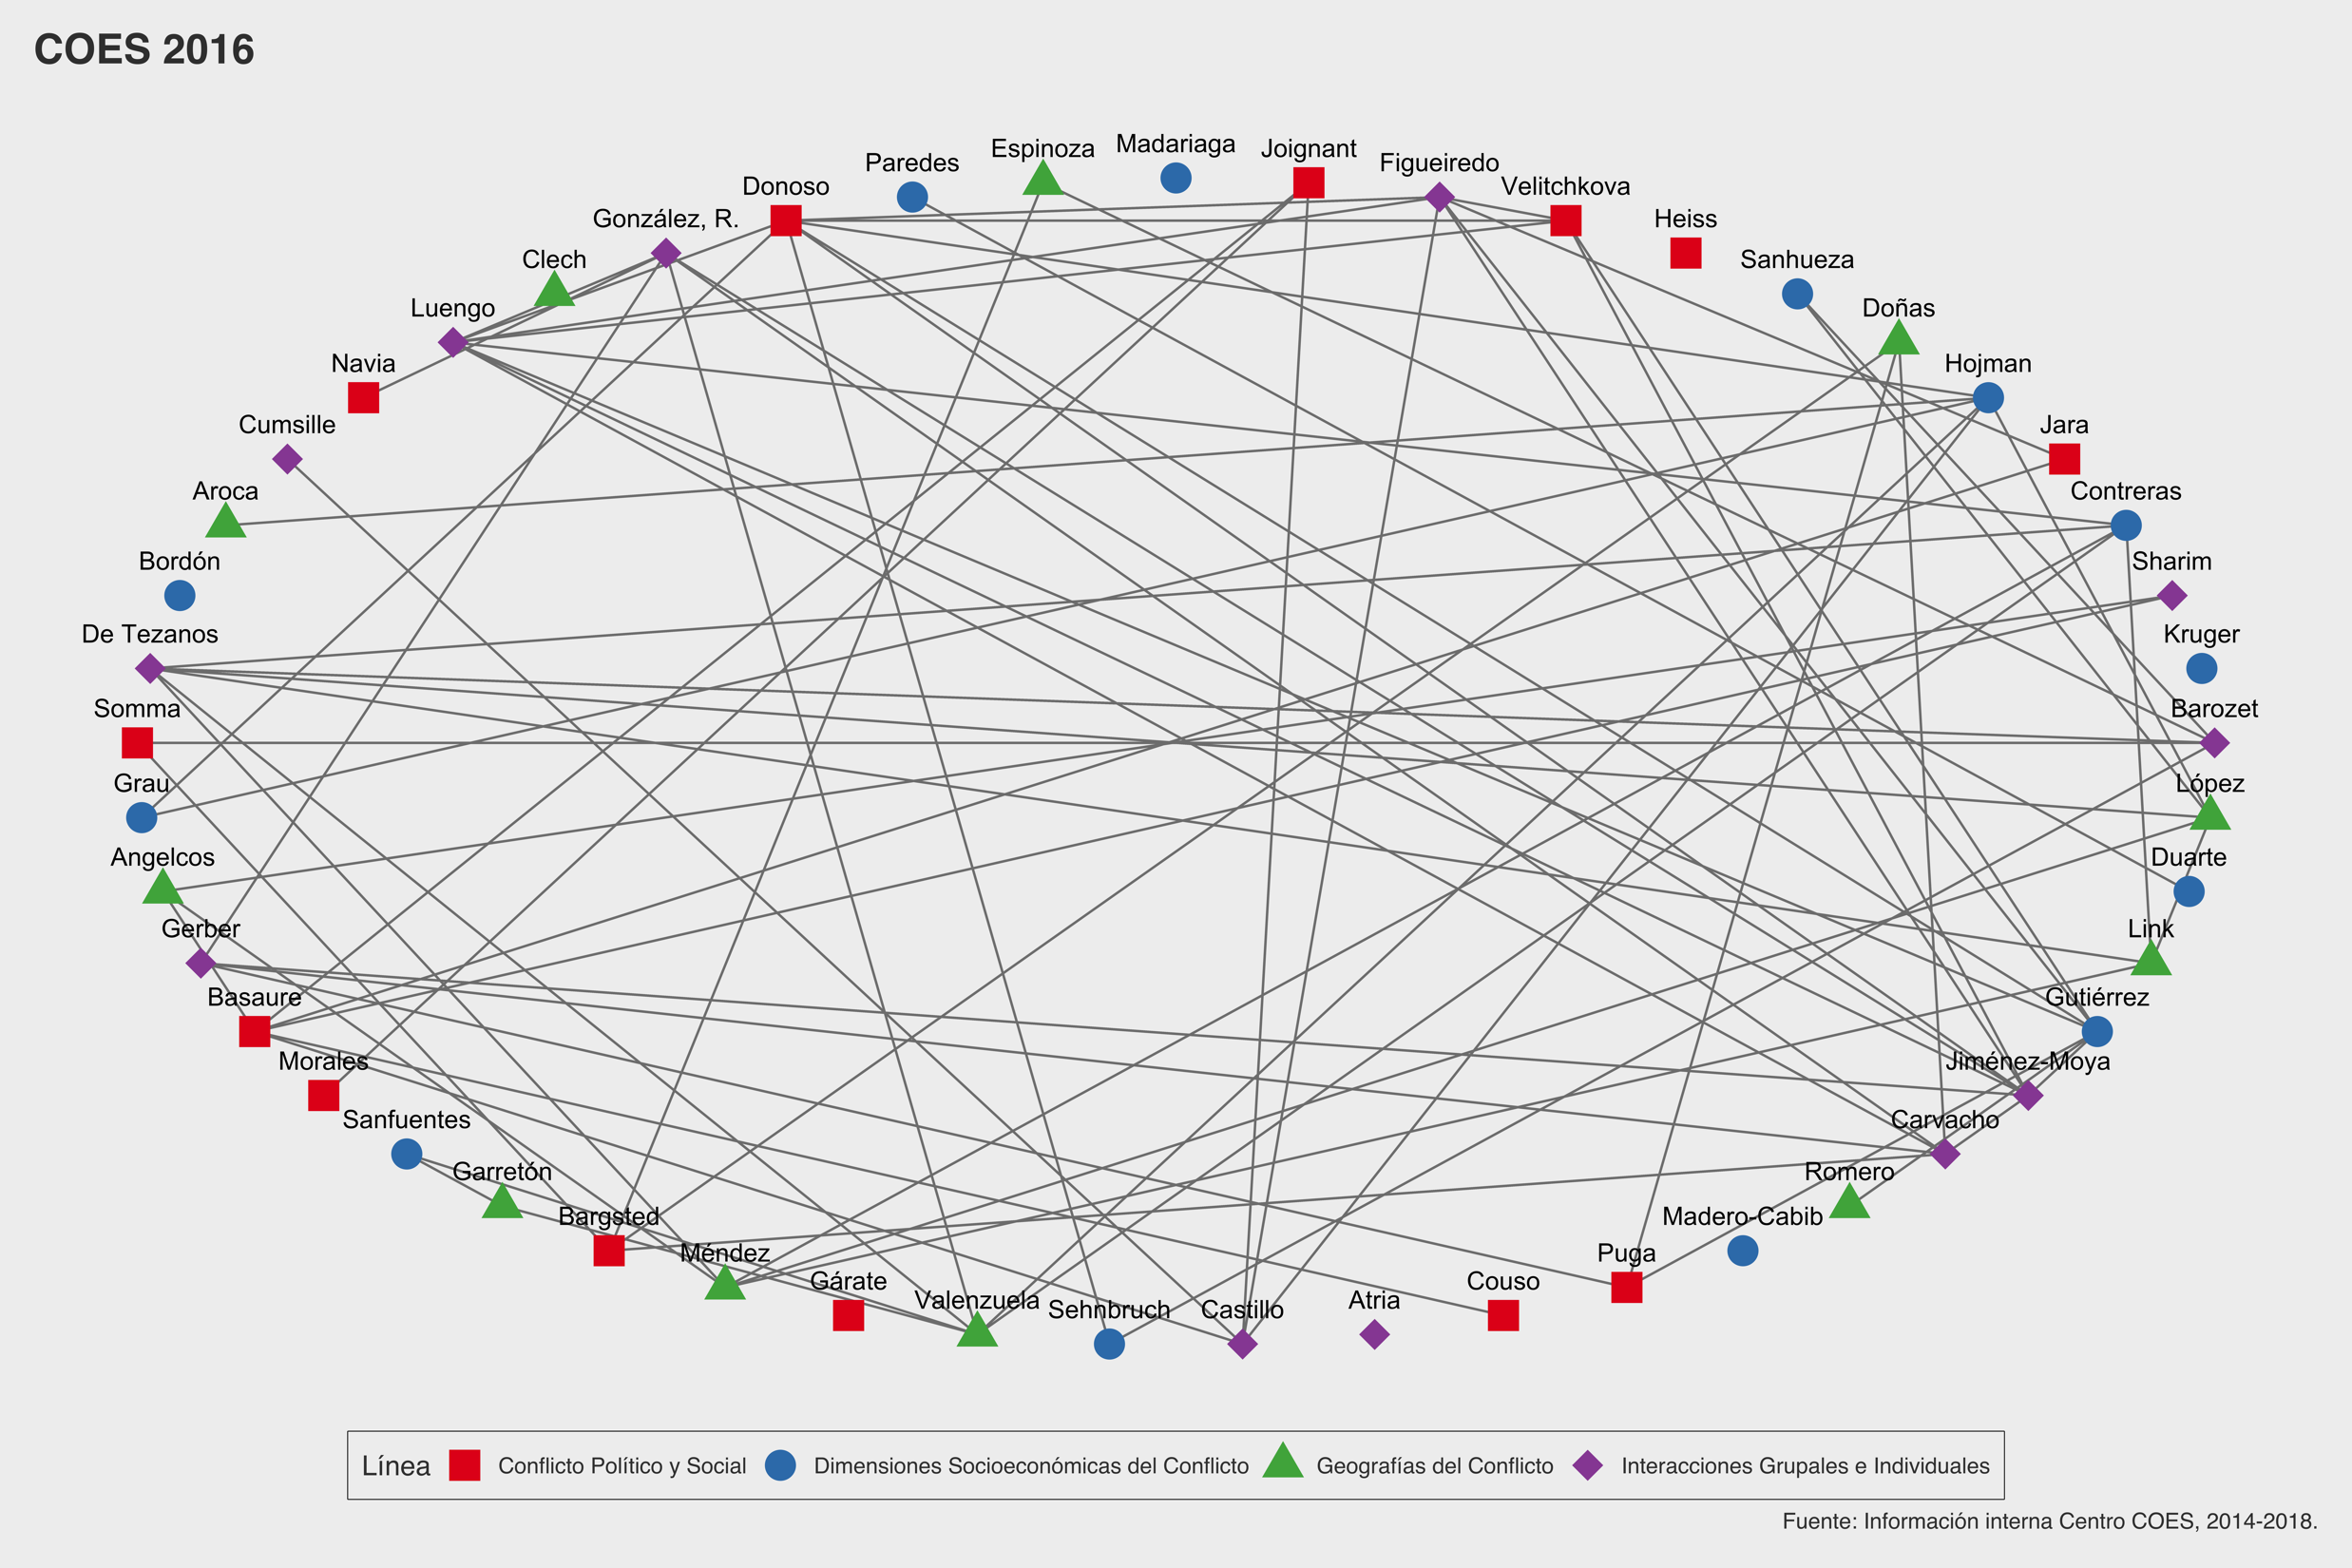 COES 2016
Madariaga
Espinoza
Joignant
Paredes
Figueiredo
Donoso
Velitchkova
González, R.
Heiss
Clech
Sanhueza
Luengo
Doñas
Navia
Hojman
Cumsille
Jara
Aroca
Contreras
Bordón
Sharim
De Tezanos
Kruger
Somma
Barozet
Grau
López
Angelcos
Duarte
Gerber
Link
Basaure
Gutiérrez
Morales
Jiménez-Moya
Sanfuentes
Carvacho
Garretón
Romero
Bargsted
Madero-Cabib
Méndez
Puga
Gárate
Couso
Valenzuela
Atria
Sehnbruch
Castillo
Línea
Conflicto Político y Social
Dimensiones Socioeconómicas del Conflicto
Geografías del Conflicto
Interacciones Grupales e Individuales
Fuente: Información interna Centro COES, 2014-2018.